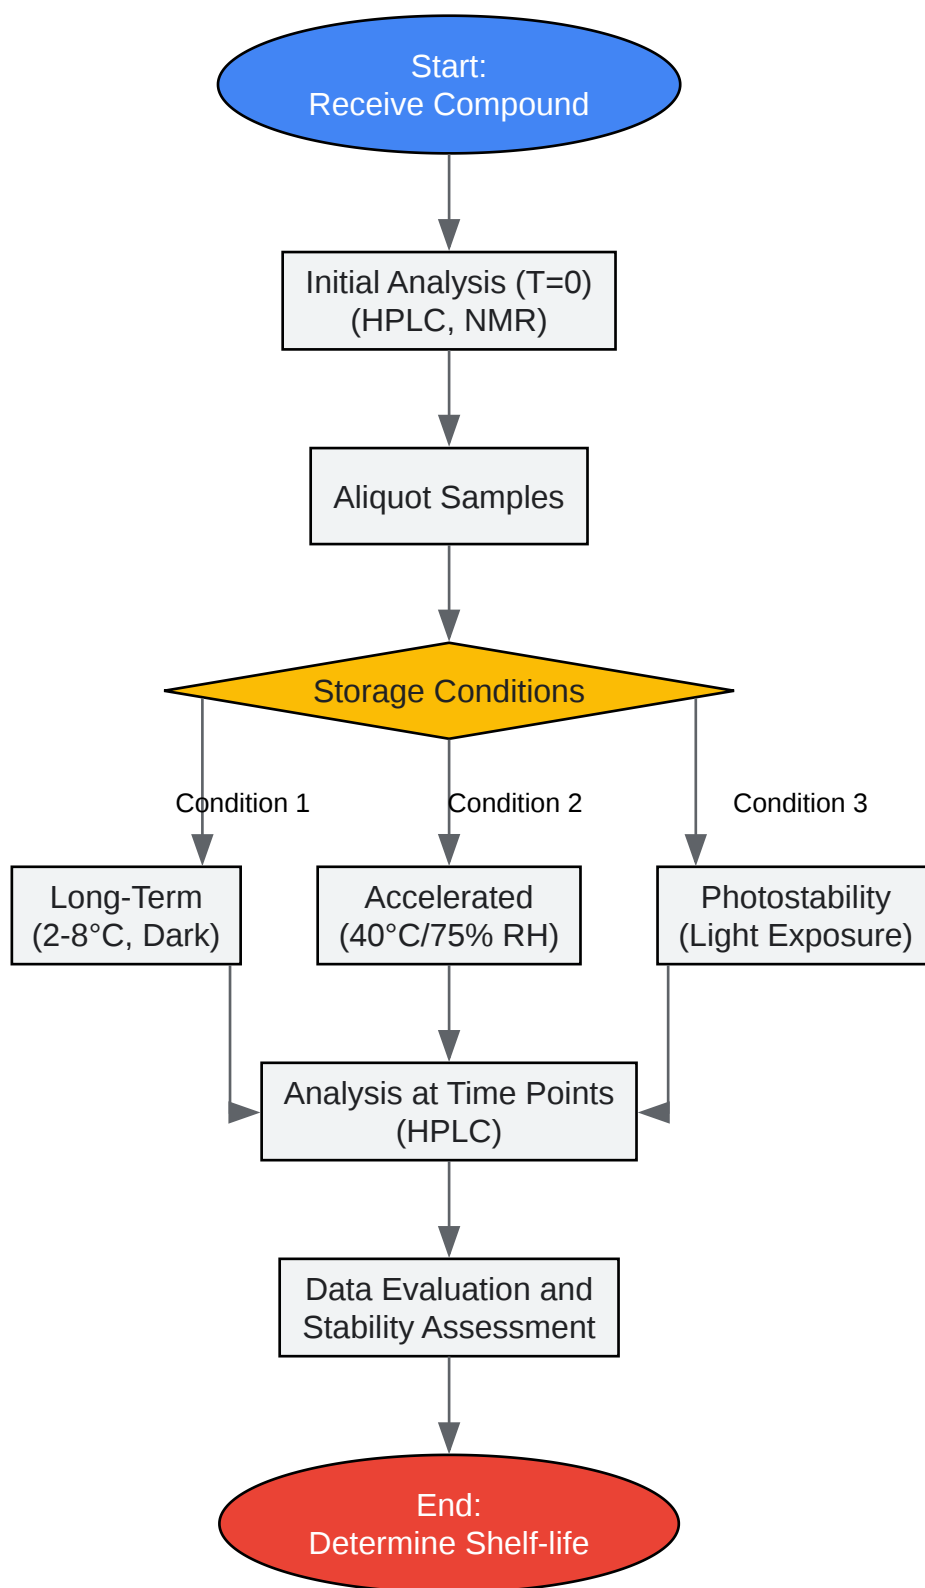 Start:
Receive Compound
Initial Analysis (T=0)
(HPLC, NMR)
Aliquot Samples
Storage Conditions
Condition 1
Condition 2
Condition 3
Long-Term
(2-8°C, Dark)
Accelerated
(40°C/75% RH)
Photostability
(Light Exposure)
Analysis at Time Points
(HPLC)
Data Evaluation and
Stability Assessment
End:
Determine Shelf-life